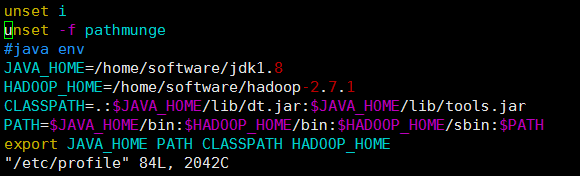 unset i
unset -f pathmunge
#java env
JAVA_HOME=/home/software/jdk1.8
HADOOP_HOME=/home/software/hadoop-2.7.1
CLASSPATH=.:$JAVA_HOME/lib/dt.jar:$JAVA_HOME/lib/tools.jar
PATH=$JAVA_HOME/bin:$HADOOP_HOME/bin:$HADOOP_HOME/sbin:$PATH
export JAVA_HOME PATH CLASSPATH HADOOP_HOME
"/etc/profile" 84L, 2042C